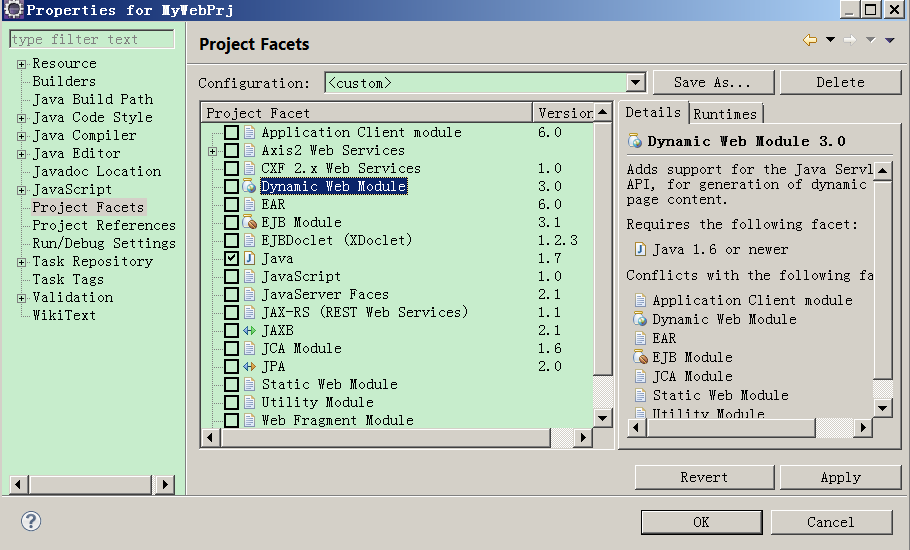 Properties for MyWebPrj
type filter text
Resource
Builders
Java Build Path
Java Code Style
Java Compiler
Java Editor
Javadoc Location
JavaScript
Project Facets
Project References
Run/Debug Settings
Task Repository
Task Tags
Validation
WikiText
Project Facets
Configuration: <custom> Save As... Delete
Project Facet Version
Application Client module 6.0
Axis2 Web Services
CXF 2.x Web Services 1.0
Dynamic Web Module 3.0
EAR 6.0
EJB Module 3.1
EJBDoclet (XDoclet) 1.2.3
Java 1.7
JavaScript 1.0
JavaServer Faces 2.1
JAX-RS (REST Web Services) 1.1
JAXB 2.1
JCA Module 1.6
JPA 2.0
Static Web Module
Utility Module
Web Fragment Module
Details Runtimes
Dynamic Web Module 3.0
Adds support for the Java Servl
API, for generation of dynamic
page content.
Requires the following facet:
Java 1.6 or newer
Conflicts with the following fa
Application Client module
Dynamic Web Module
EAR
EJB Module
JCA Module
Static Web Module
Utility Module
Revert Apply
OK Cancel